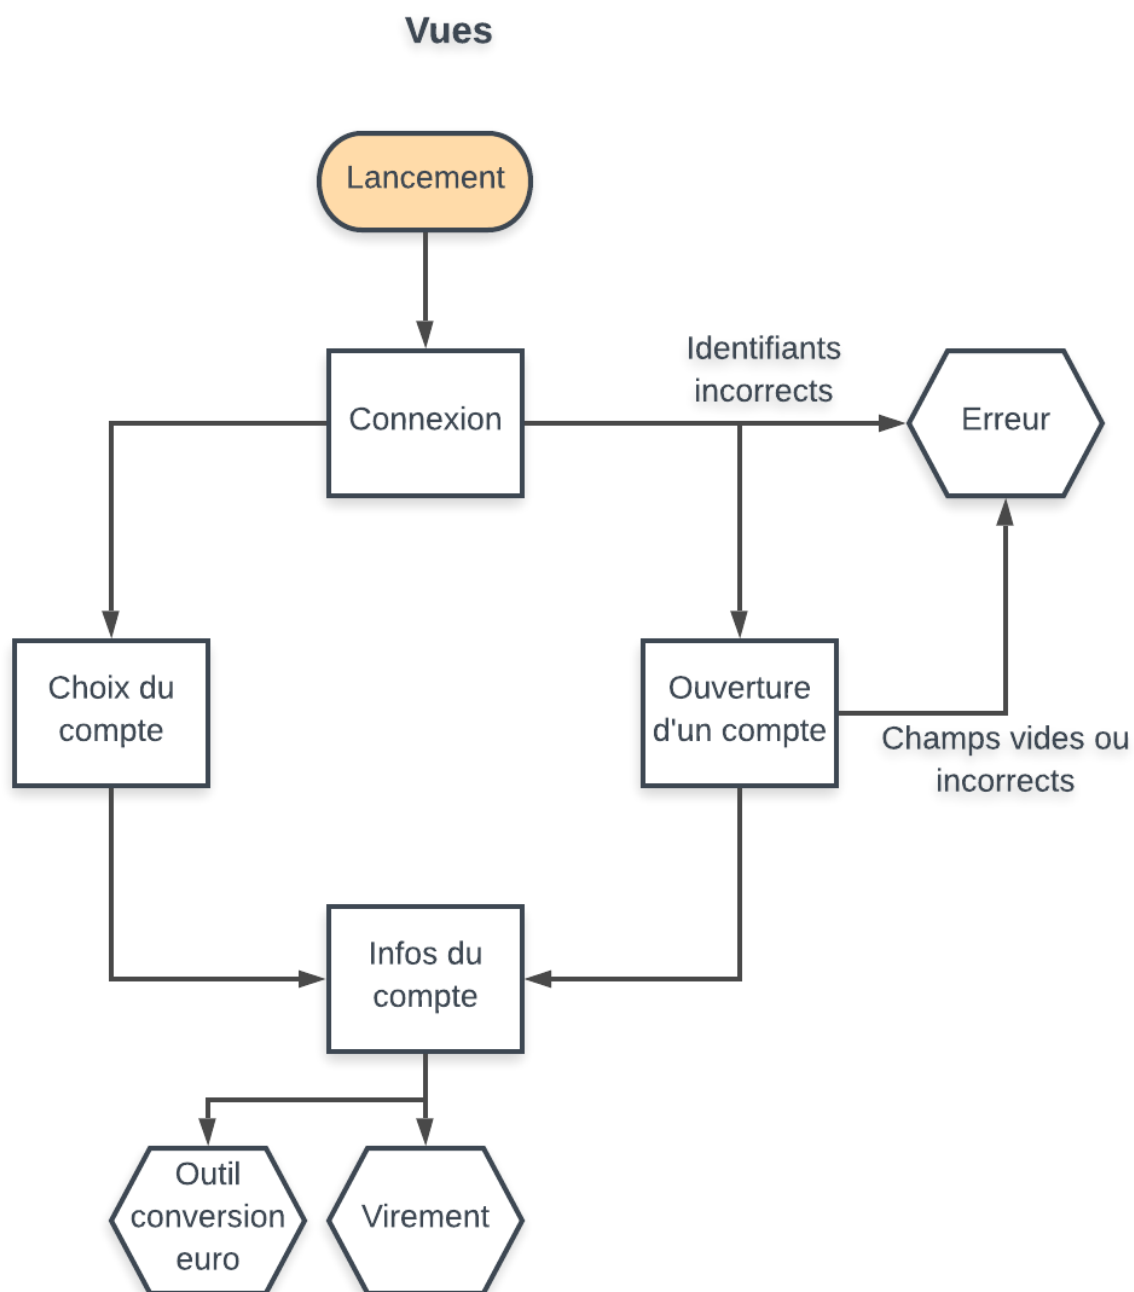 Vues
Lancement
Identifiants
incorrects
Connexion
Erreur
Choix du
compte
Ouverture
d'un compte
Champs vides ou
incorrects
Infos du
compte
Outil
conversion
euro
Virement